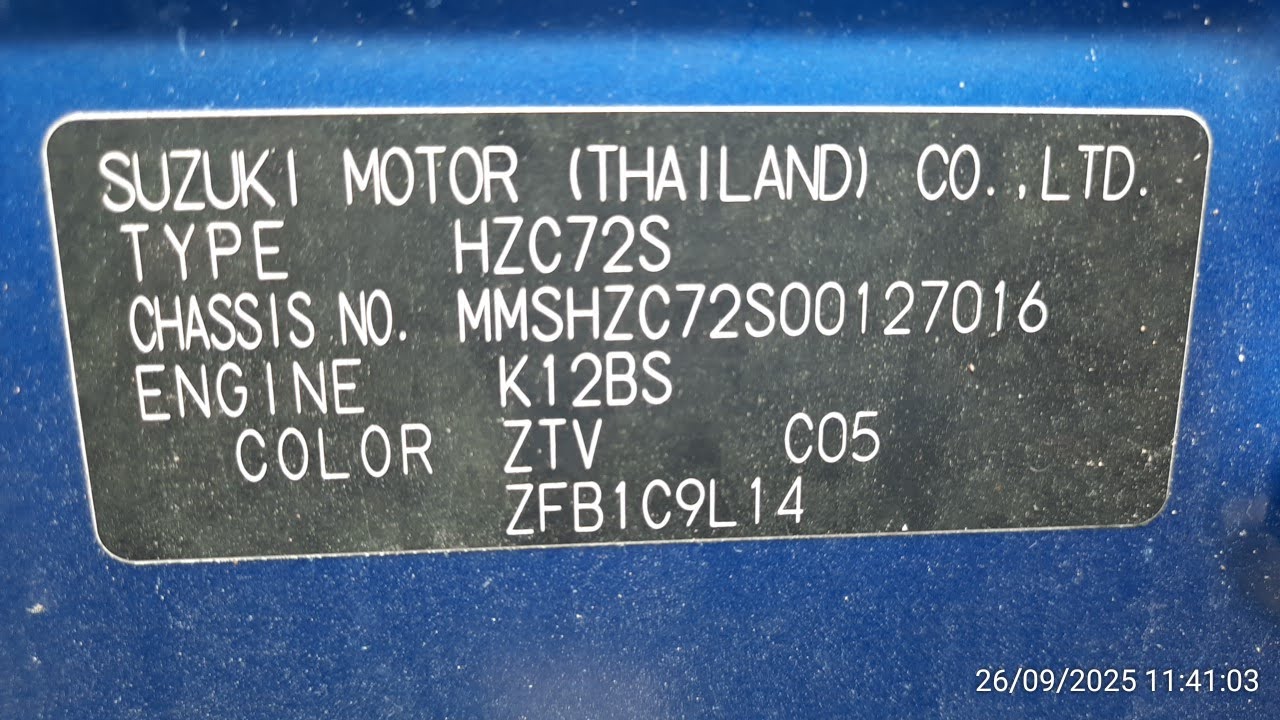 SUZUKI MOTOR (THAILAND) CO.,LTD.
TYPE HZC72S
CHASSIS NO. MMSHZC72S00127016
ENGINE K12BS
COLOR ZTV C05
ZFB1C9L14
26/09/2025 11:41:03